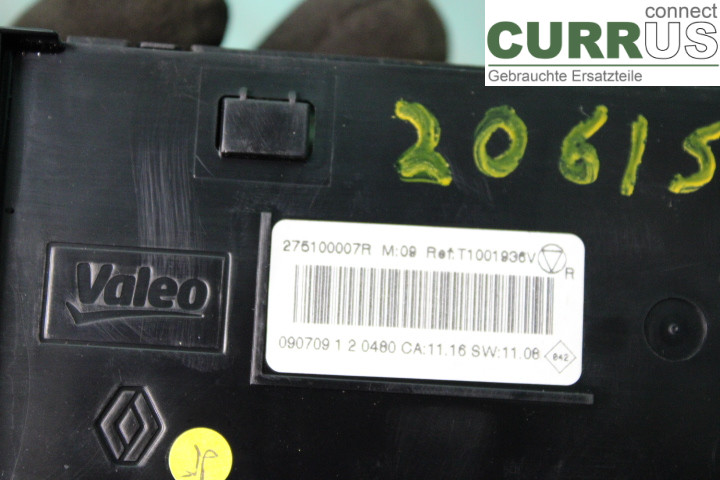 connect
CURRUS
Gebrauchte Ersatzteile
20615
275100007R M:09 Ref:T1001936V
R
Valeo
090709 1 2 0480 CA:11.16 SW:11.08
842